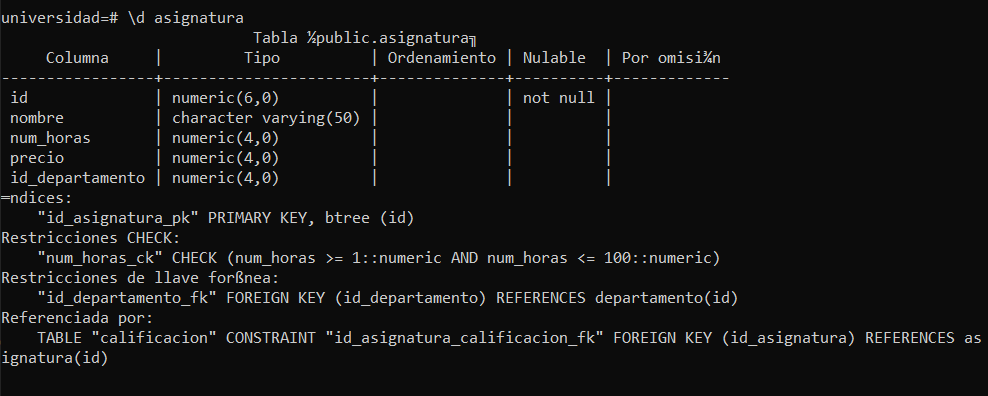 universidad=# \d asignatura
                              Tabla ½public.asignatura╗
     Columna     |          Tipo          | Ordenamiento | Nulable  | Por omisi¾n
-----------------+------------------------+--------------+----------+-------------
 id              | numeric(6,0)           |              | not null |
 nombre          | character varying(50)  |              |          |
 num_horas       | numeric(4,0)           |              |          |
 precio          | numeric(4,0)           |              |          |
 id_departamento | numeric(4,0)           |              |          |
═ndices:
    "id_asignatura_pk" PRIMARY KEY, btree (id)
Restricciones CHECK:
    "num_horas_ck" CHECK (num_horas >= 1::numeric AND num_horas <= 100::numeric)
Restricciones de llave forßnea:
    "id_departamento_fk" FOREIGN KEY (id_departamento) REFERENCES departamento(id)
Referenciada por:
    TABLE "calificacion" CONSTRAINT "id_asignatura_calificacion_fk" FOREIGN KEY (id_asignatura) REFERENCES as
ignatura(id)